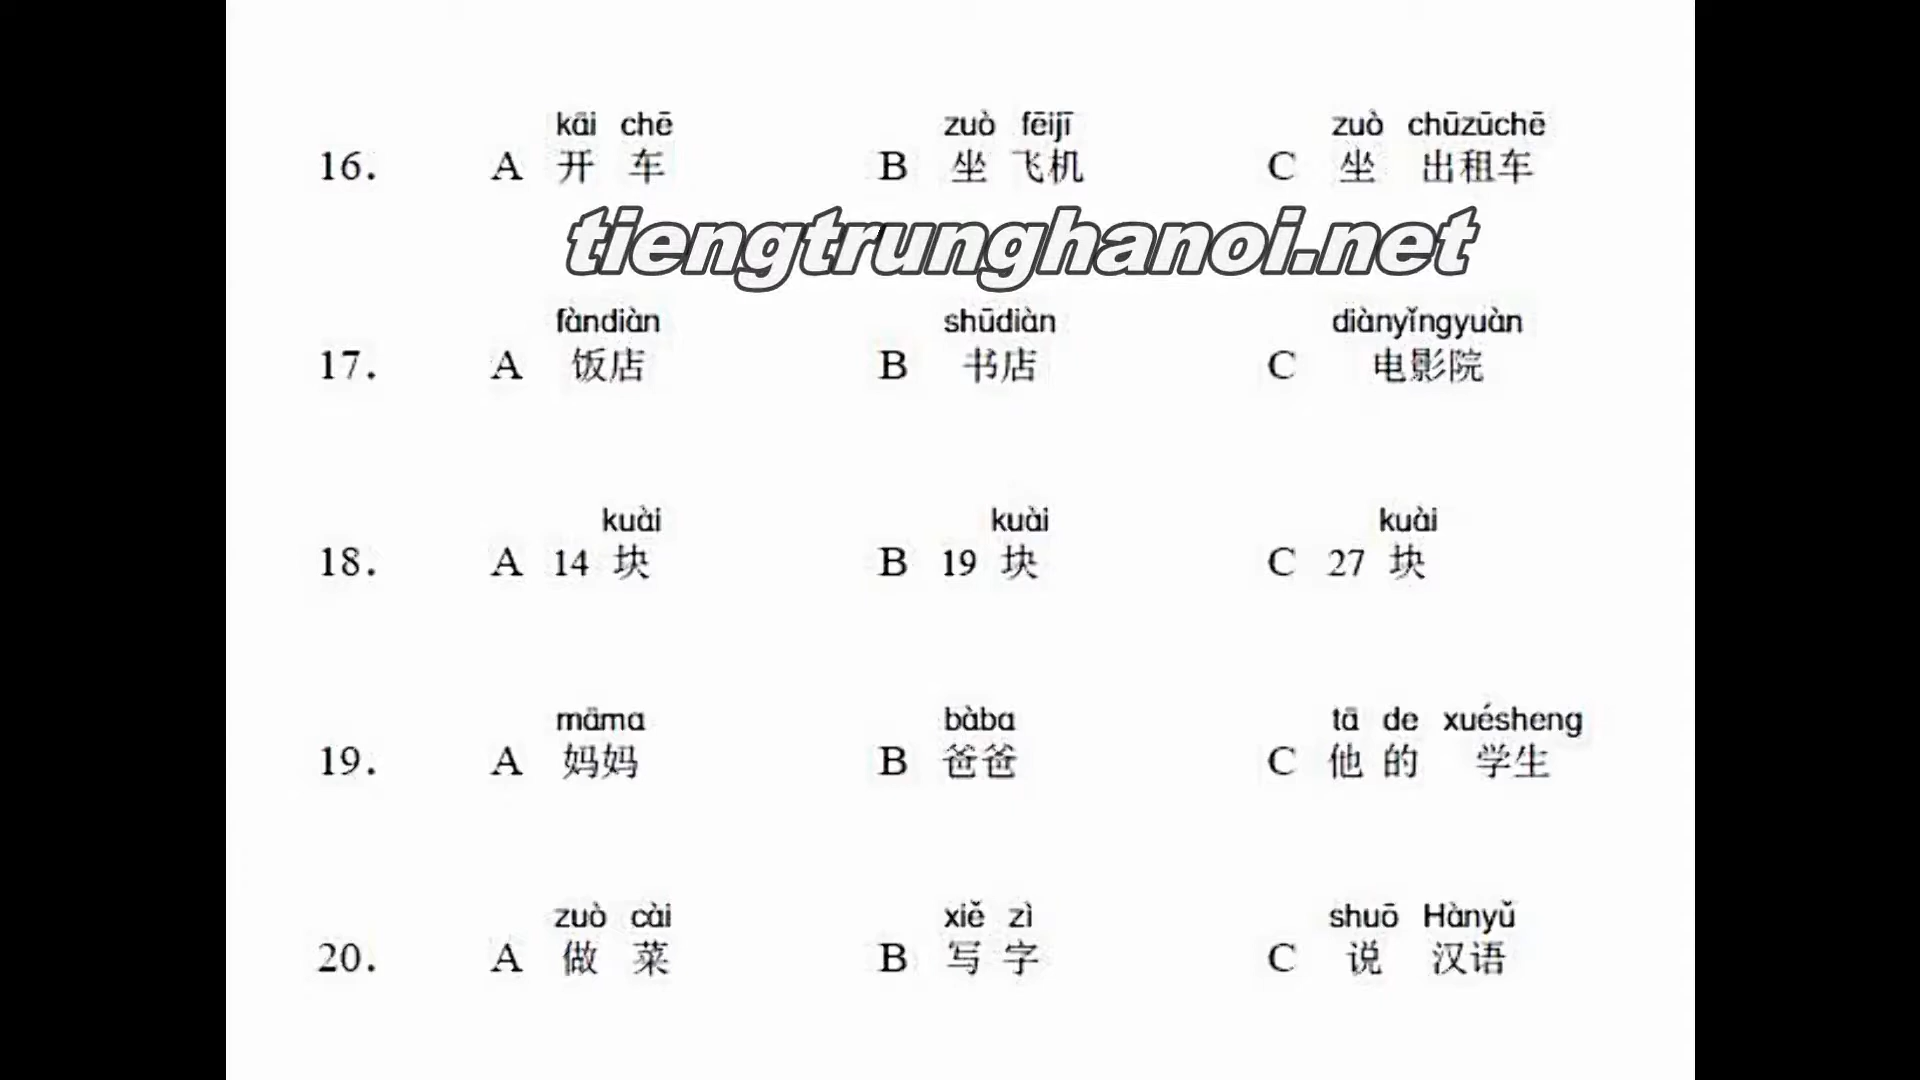 kāi chē zuò fēijī zuò chūzūchē
16. A 开 车 B 坐 飞机 C 坐 出租车
tiengtrunghanoi.net
fàndiàn shūdiàn diànyǐngyuàn
17. A 饭店 B 书店 C 电影院
kuài kuài kuài
18. A 14 块 B 19 块 C 27 块
māma bàba tā de xuésheng
19. A 妈妈 B 爸爸 C 他 的 学生
zuò cài xiě zì shuō Hànyǔ
20. A 做 菜 B 写 字 C 说 汉语